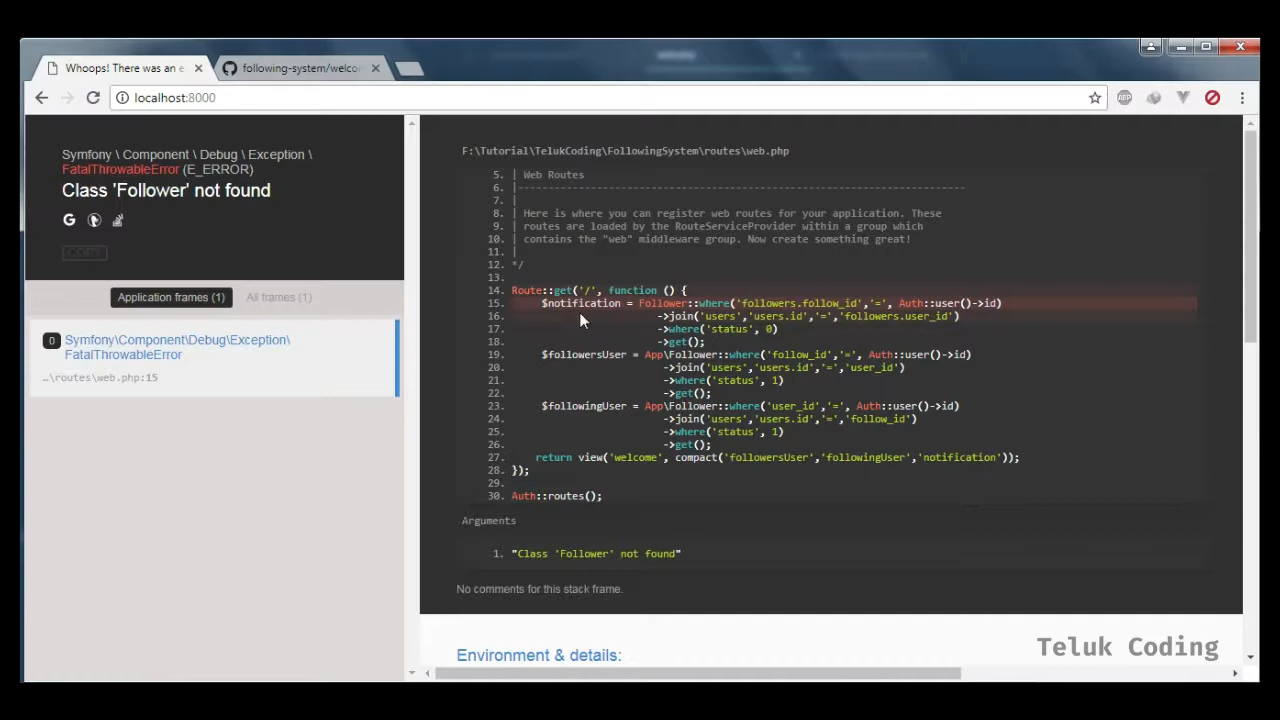 Whoops! There was an e
following-system/welcor
localhost:8000
ABP
Symfony \ Component \ Debug \ Exception \
FatalThrowableError (E_ERROR)
Class 'Follower' not found
COPY
Application frames (1)
All frames (1)
0
Symfony\Component\Debug\Exception\
FatalThrowableError
…\routes\web.php:15
F:\Tutorial\TelukCoding\FollowingSystem\routes\web.php
5. | Web Routes
6. |--------------------------------------------------------------------------
7. |
8. | Here is where you can register web routes for your application. These
9. | routes are loaded by the RouteServiceProvider within a group which
10. | contains the "web" middleware group. Now create something great!
11. |
12. */
13.
14. Route::get('/', function () {
15. $notification = Follower::where('followers.follow_id','=', Auth::user()->id)
16. ->join('users','users.id','=','followers.user_id')
17. ->where('status', 0)
18. ->get();
19. $followersUser = App\Follower::where('follow_id','=', Auth::user()->id)
20. ->join('users','users.id','=','user_id')
21. ->where('status', 1)
22. ->get();
23. $followingUser = App\Follower::where('user_id','=', Auth::user()->id)
24. ->join('users','users.id','=','follow_id')
25. ->where('status', 1)
26. ->get();
27. return view('welcome', compact('followersUser','followingUser','notification'));
28. });
29.
30. Auth::routes();
Arguments
1. "Class 'Follower' not found"
No comments for this stack frame.
Environment & details:
Teluk Coding